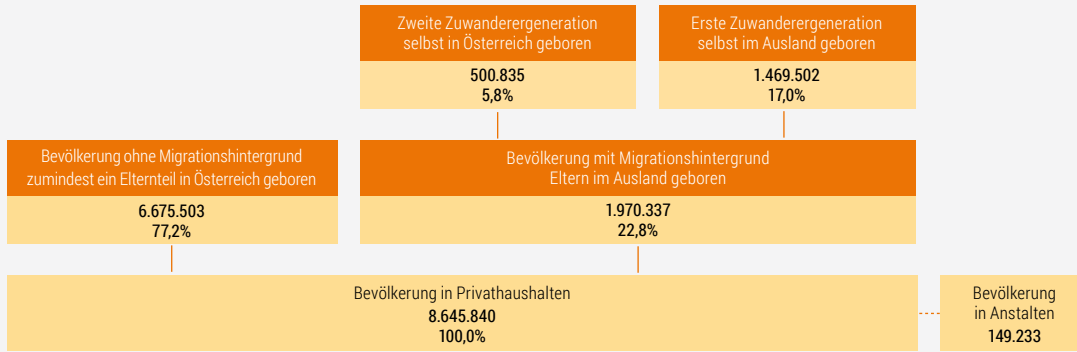 Zweite Zuwanderergeneration
selbst in Österreich geboren
500.835
5,8%
Erste Zuwanderergeneration
selbst im Ausland geboren
1.469.502
17,0%
Bevölkerung ohne Migrationshintergrund
zumindest ein Elternteil in Österreich geboren
6.675.503
77,2%
Bevölkerung mit Migrationshintergrund
Eltern im Ausland geboren
1.970.337
22,8%
Bevölkerung in Privathaushalten
8.645.840
100,0%
Bevölkerung
in Anstalten
149.233